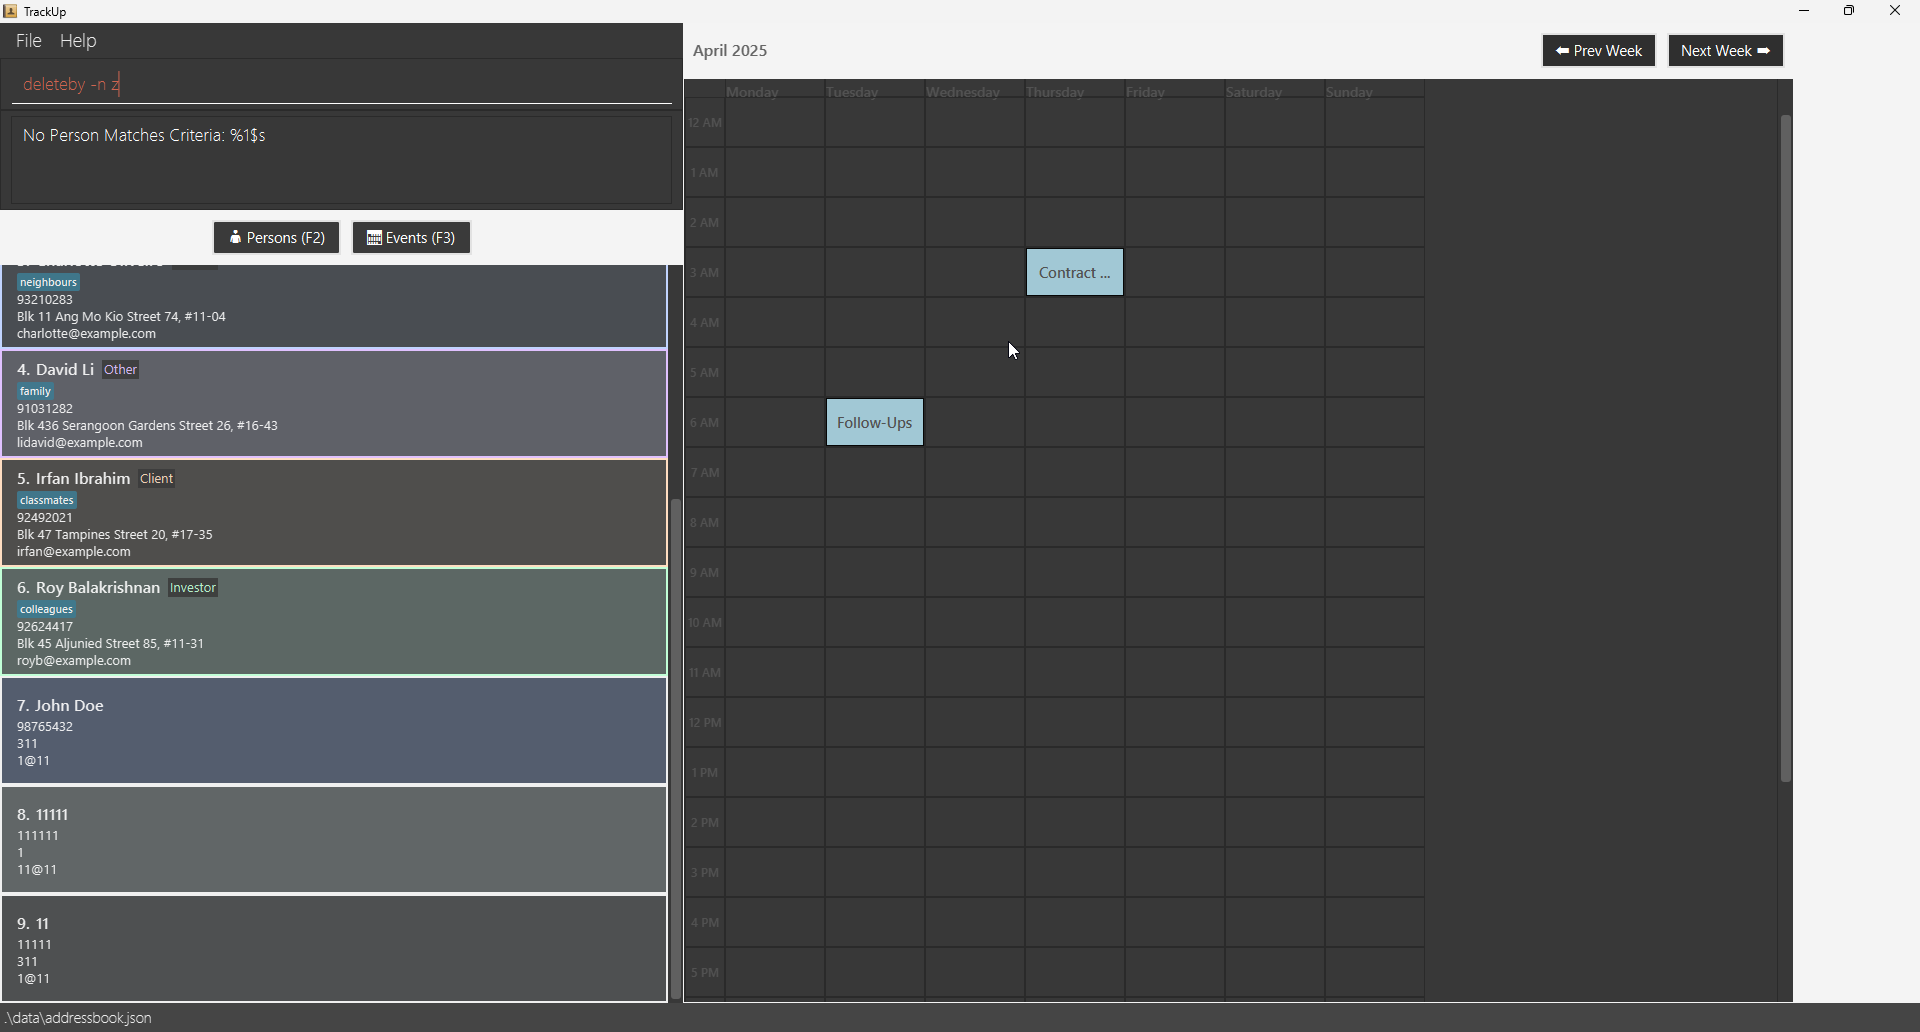 TrackUp
File Help
deleteby -n z
No Person Matches Criteria: %1$s
Persons (F2) Events (F3)
neighbours
93210283
Blk 11 Ang Mo Kio Street 74, #11-04
charlotte@example.com
4. David Li Other
family
91031282
Blk 436 Serangoon Gardens Street 26, #16-43
lidavid@example.com
5. Irfan Ibrahim Client
classmates
92492021
Blk 47 Tampines Street 20, #17-35
irfan@example.com
6. Roy Balakrishnan Investor
colleagues
92624417
Blk 45 Aljunied Street 85, #11-31
royb@example.com
7. John Doe
98765432
311
1@11
8. 11111
111111
1
11@11
9. 11
11111
311
1@11
.\data\addressbook.json
April 2025
⬅ Prev Week Next Week ➡
Monday Tuesday Wednesday Thursday Friday Saturday Sunday
12 AM
1 AM
2 AM
3 AM Contract ...
4 AM
5 AM
6 AM Follow-Ups
7 AM
8 AM
9 AM
10 AM
11 AM
12 PM
1 PM
2 PM
3 PM
4 PM
5 PM